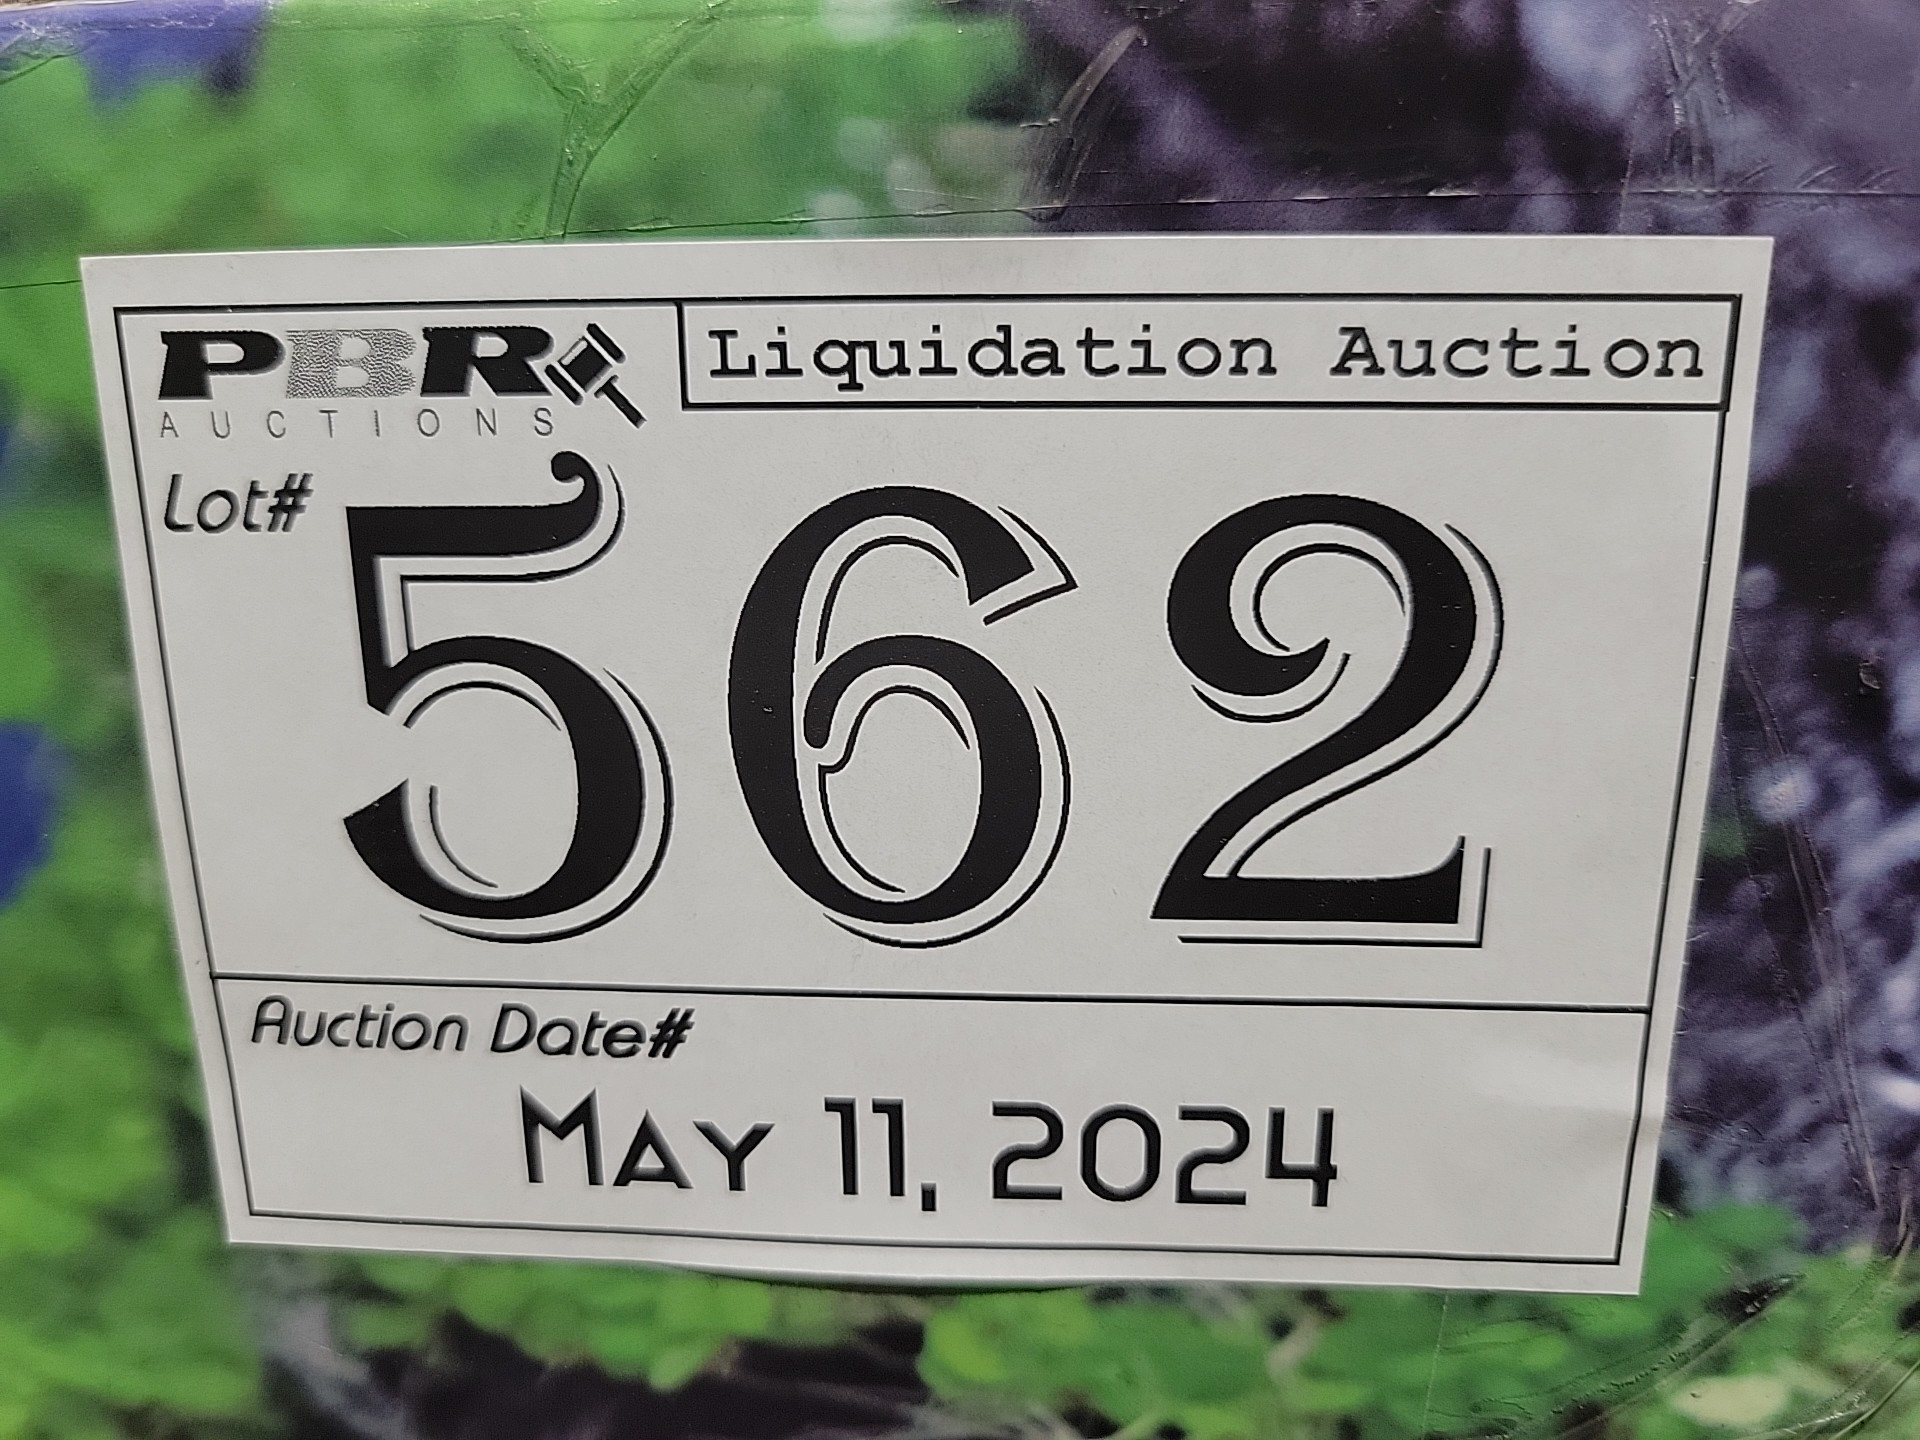 PBR
AUCTIONS
Liquidation Auction
Lot#
562
Auction Date#
May 11, 2024